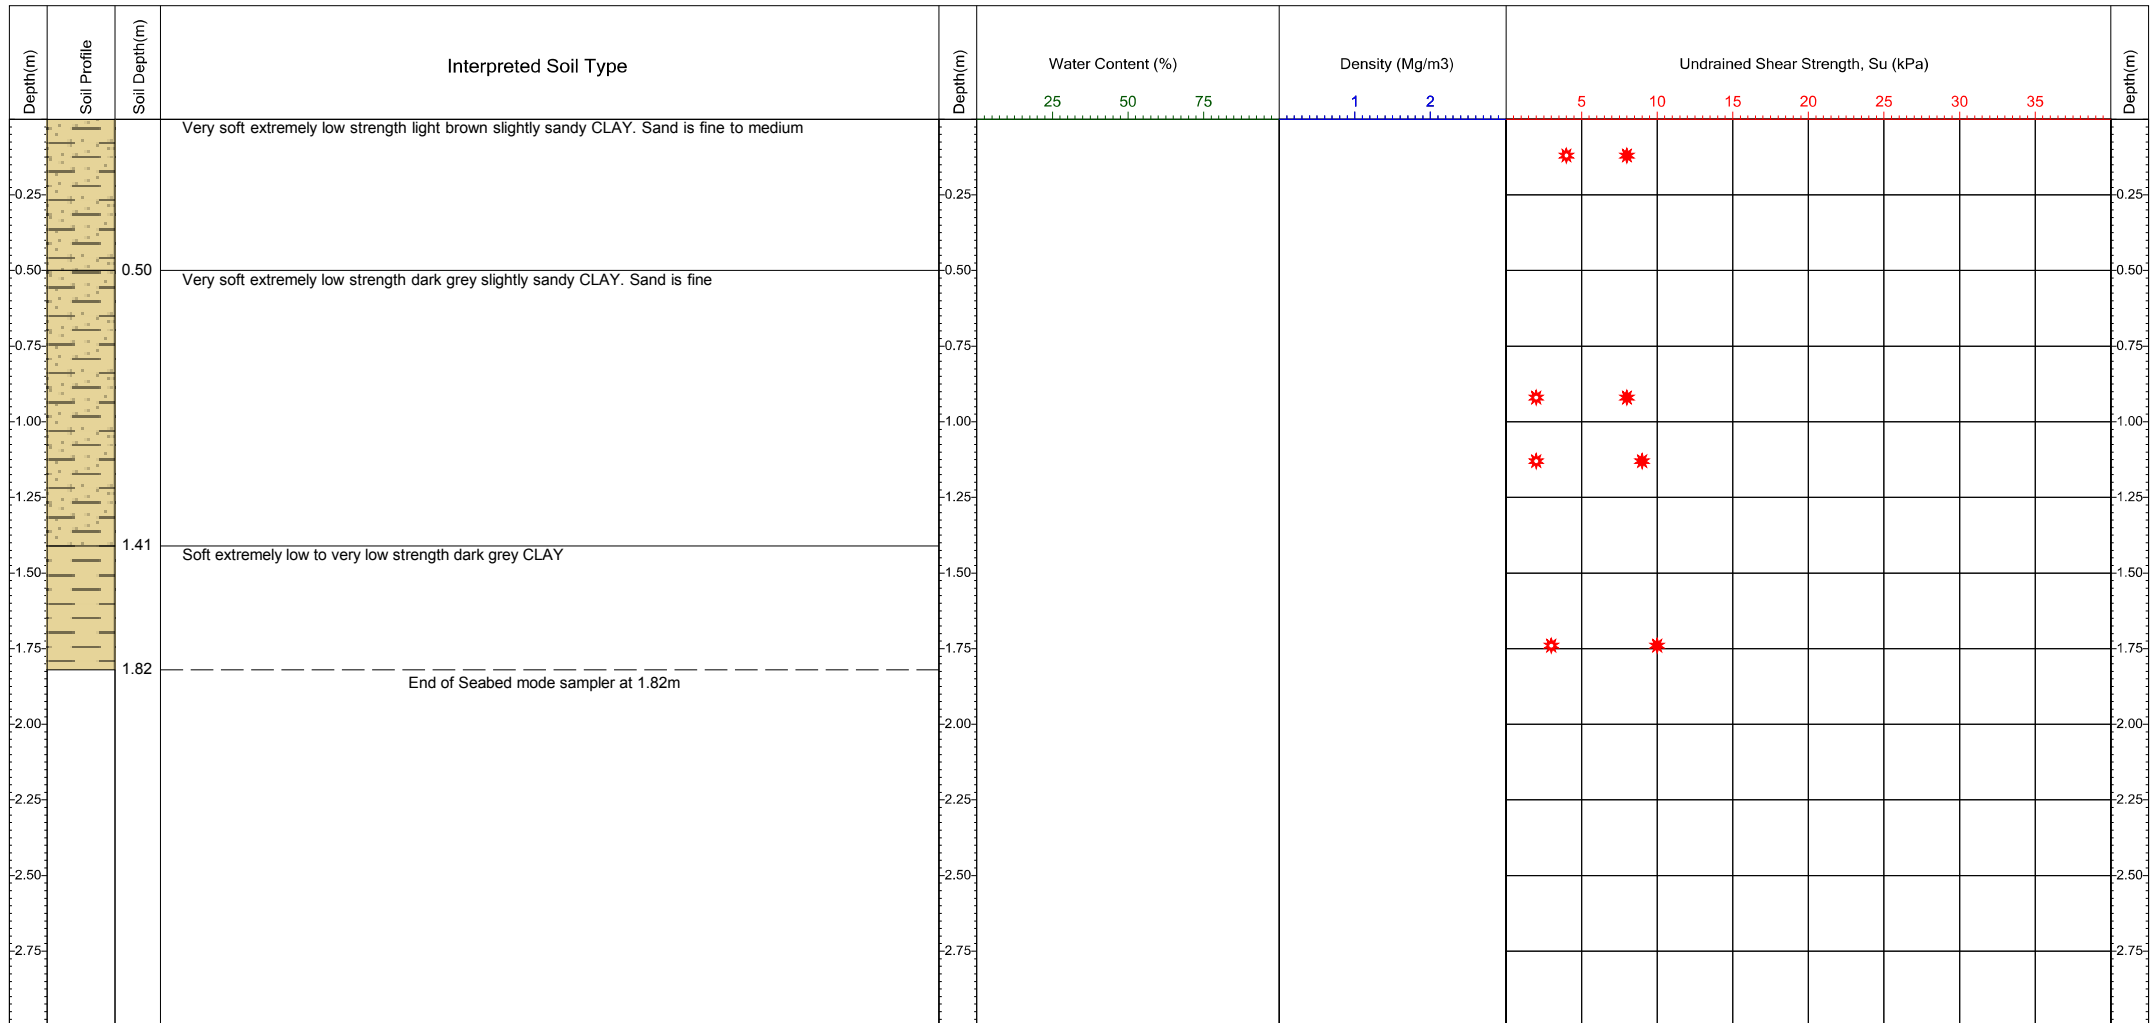 Depth(m) Soil Profile Soil Depth(m) Interpreted Soil Type Depth(m) Water Content (%) Density (Mg/m3) Undrained Shear Strength, Su (kPa) Depth(m)
25 50 75 1 2 5 10 15 20 25 30 35
Very soft extremely low strength light brown slightly sandy CLAY. Sand is fine to medium
0.25 0.25 0.25
0.50 0.50 0.50 0.50
Very soft extremely low strength dark grey slightly sandy CLAY. Sand is fine
0.75 0.75 0.75
1.00 1.00 1.00
1.25 1.25 1.25
1.41
Soft extremely low to very low strength dark grey CLAY
1.50 1.50 1.50
1.75 1.75 1.75
1.82
End of Seabed mode sampler at 1.82m
2.00 2.00 2.00
2.25 2.25 2.25
2.50 2.50 2.50
2.75 2.75 2.75